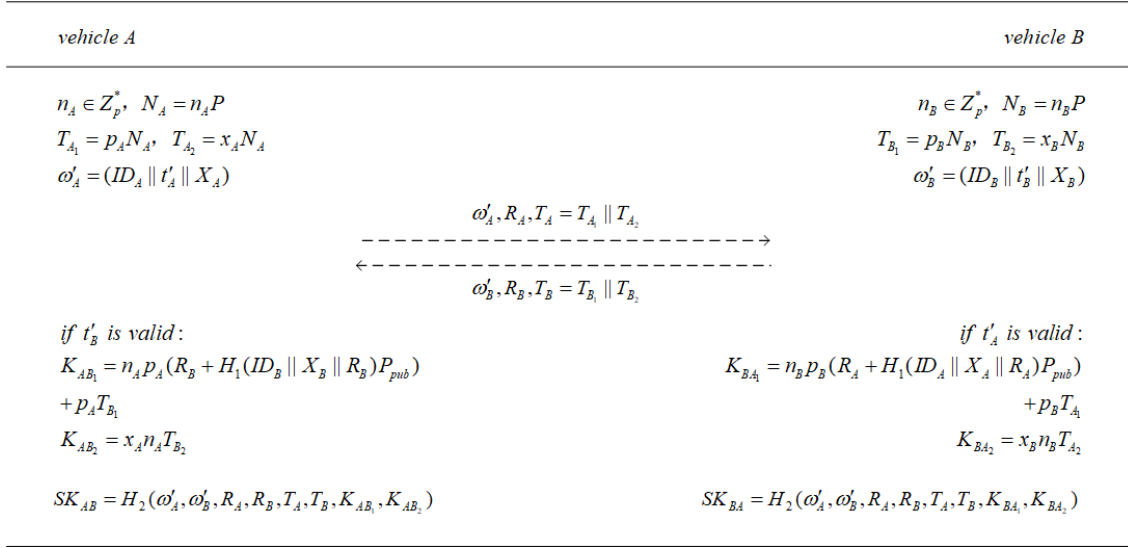 vehicle A vehicle B
n_A ∈ Z_p^*, N_A = n_A P n_B ∈ Z_p^*, N_B = n_B P
T_{A_1} = p_A N_A, T_{A_2} = x_A N_A T_{B_1} = p_B N_B, T_{B_2} = x_B N_B
ω'_A = (ID_A || t'_A || X_A) ω'_B = (ID_B || t'_B || X_B)
ω'_A, R_A, T_A = T_{A_1} || T_{A_2}
ω'_B, R_B, T_B = T_{B_1} || T_{B_2}
if t'_B is valid : if t'_A is valid :
K_{AB_1} = n_A p_A (R_B + H_1(ID_B || X_B || R_B)P_{pub}) K_{BA_1} = n_B p_B (R_A + H_1(ID_A || X_A || R_A)P_{pub})
+ p_A T_{B_1} + p_B T_{A_1}
K_{AB_2} = x_A n_A T_{B_2} K_{BA_2} = x_B n_B T_{A_2}
SK_{AB} = H_2(ω'_A, ω'_B, R_A, R_B, T_A, T_B, K_{AB_1}, K_{AB_2}) SK_{BA} = H_2(ω'_A, ω'_B, R_A, R_B, T_A, T_B, K_{BA_1}, K_{BA_2})